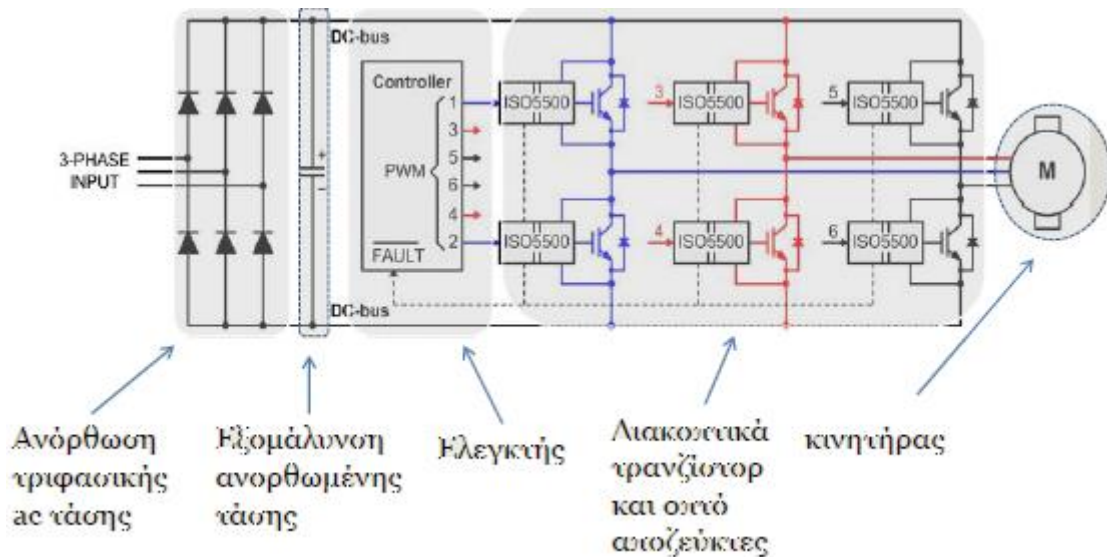 DC-bus
Controller
1
3
5
6
4
2
PWM
FAULT
ISO5500
3
ISO5500
5
ISO5500
ISO5500
4
ISO5500
6
ISO5500
3-PHASE
INPUT
+
−
M
DC-bus
Ανόρθωση
τριφασικής
ac τάσης
Εξομάλυνση
ανορθωμένης
τάσης
Ελεγκτής
Διακοπτικά
τρανζίστορ
και οπτό
αποζεύκτες
κινητήρας